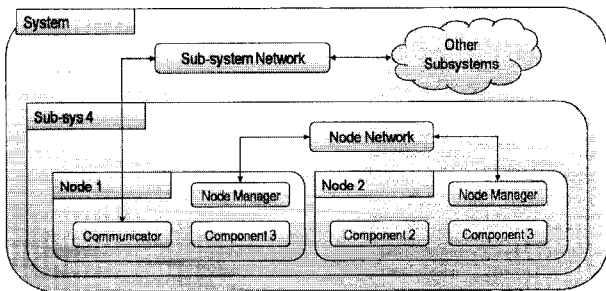 System
Other
Subsystems
Sub-system Network
Sub-sys 4
Node Network
Node 1
Node 2
Node Manager
Node Manager
Communicator
Component 3
Component 2
Component 3